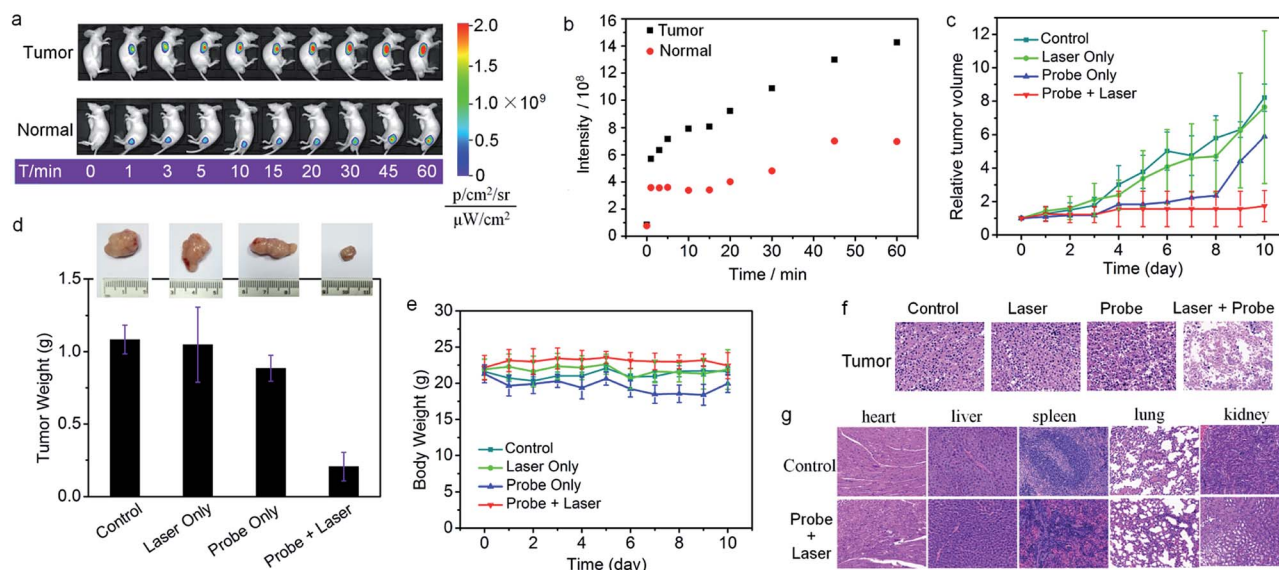 a
Tumor
Normal
T/min 0 1 3 5 10 15 20 30 45 60
2.0
1.5
1.0 × 10⁹
0.5
0.0
p/cm²/sr
μW/cm²
b
Tumor
Normal
Intensity / 10⁸
16
14
12
10
8
6
4
2
0
0 10 20 30 40 50 60
Time / min
c
Control
Laser Only
Probe Only
Probe + Laser
Relative tumor volume
12
10
8
6
4
2
0
0 2 4 6 8 10
Time (day)
d
Tumor Weight (g)
1.5
1.0
0.5
0.0
Control
Laser Only
Probe Only
Probe + Laser
e
Body Weight (g)
30
25
20
15
10
5
0
Control
Laser Only
Probe Only
Probe + Laser
0 2 4 6 8 10
Time (day)
f
Control Laser Probe Laser + Probe
Tumor
g
heart liver spleen lung kidney
Control
Probe
+
Laser